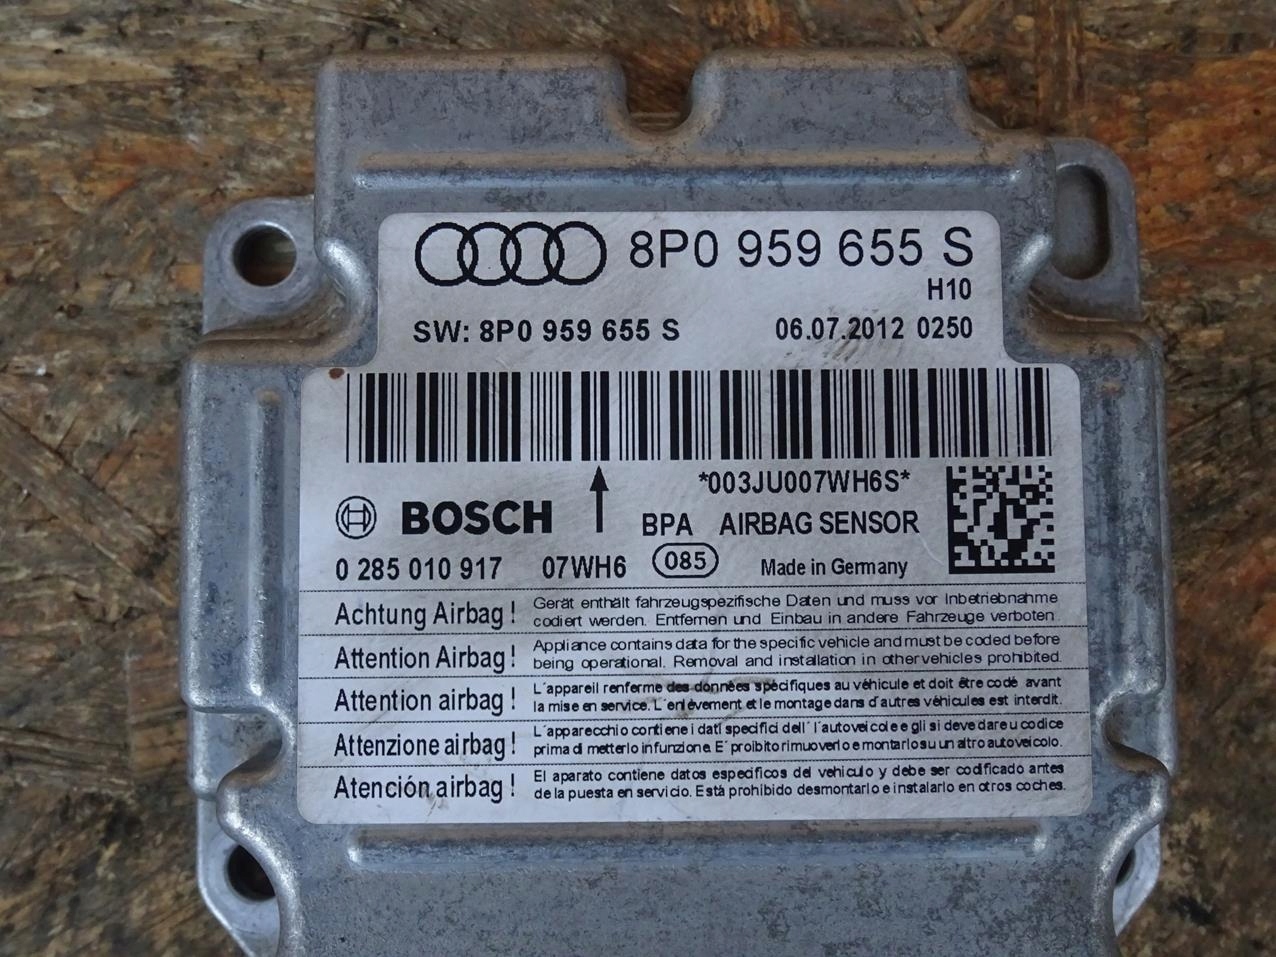 8P0 959 655 S
H10
SW: 8P0 959 655 S 06.07.2012 0250
*003JU007WH6S*
BOSCH BPA AIRBAG SENSOR
0 285 010 917 07WH6 085 Made in Germany
Achtung Airbag! Gerät enthält fahrzeugspezifische Daten und muss vor Inbetriebnahme
codiert werden. Entfernen und Einbau in andere Fahrzeuge verboten.
Attention Airbag! Appliance contains data for the specific vehicle and must be coded before
being operational. Removal and installation in other vehicles prohibited.
Attention airbag! L'appareil renferme des données spécifiques au véhicule et doit être codé avant
la mise en service. L'enlèvement et le montage dans d'autres véhicules est interdit.
Attenzione airbag! L'apparecchio contiene i dati specifici dell'l'autoveicolo e gli si deve dare u codice
prima di metterlo in funzione. E' proibito rimuoverlo e montarlo su un altro autoveicolo.
Atención airbag! El aparato contiene datos especificos del vehiculo y debe ser codificado antes
de la puesta en servicio. Está prohibido desmontarlo e instalarlo en otros coches.